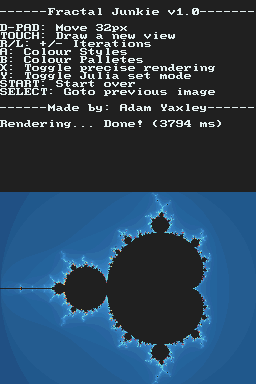 ------Fractal Junkie v1.0-------
D-PAD: Move 32px
TOUCH: Draw a new view
R/L: +/- Iterations
A: Colour Styles
B: Colour Palletes
X: Toggle precise rendering
Y: Toggle Julia set mode
START: Start over
SELECT: Goto previous image
------Made by: Adam Yaxley------
Rendering... Done! (3794 ms)